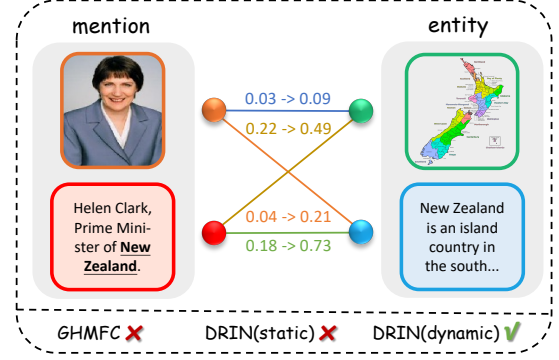 mention
entity
0.03 -> 0.09
0.22 -> 0.49
0.04 -> 0.21
0.18 -> 0.73
Helen Clark,
Prime Mini-
ster of New
Zealand.
New Zealand
is an island
country in
the south...
GHMFC ✘ DRIN(static) ✘ DRIN(dynamic) ✔